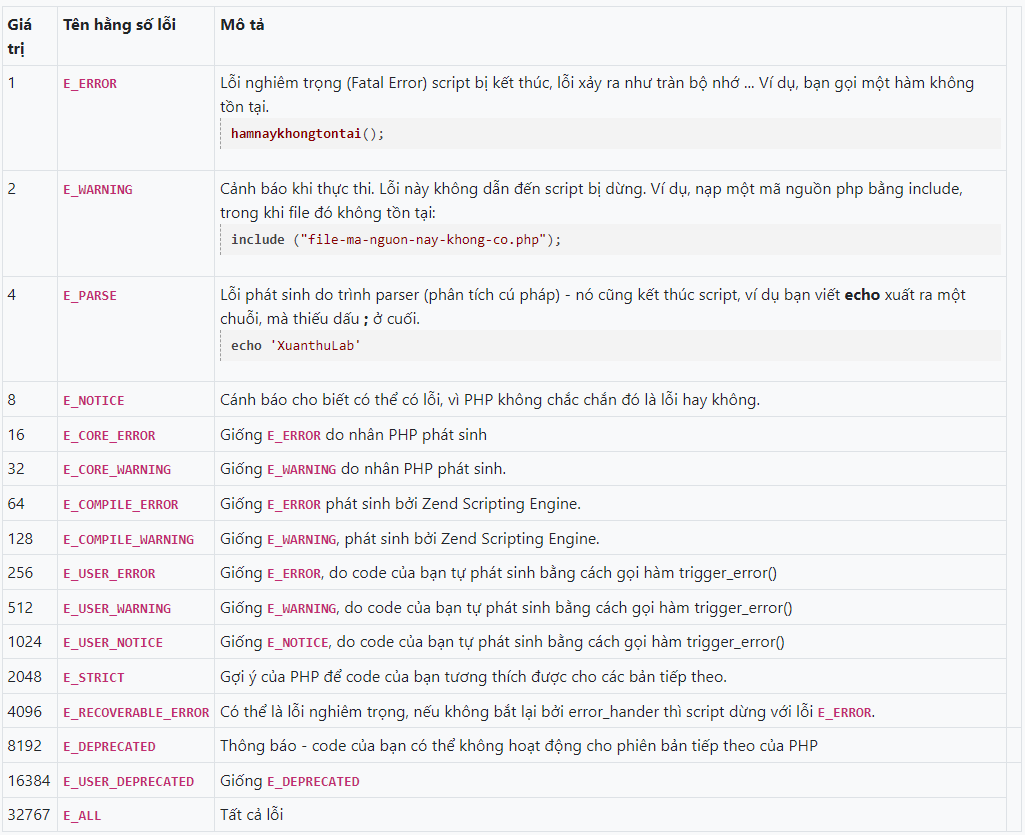 Giá trị Tên hằng số lỗi Mô tả
1 E_ERROR Lỗi nghiêm trọng (Fatal Error) script bị kết thúc, lỗi xảy ra như tràn bộ nhớ ... Ví dụ, bạn gọi một hàm không
tồn tại.
hamnaykhongtontai();
2 E_WARNING Cảnh báo khi thực thi. Lỗi này không dẫn đến script bị dừng. Ví dụ, nạp một mã nguồn php bằng include,
trong khi file đó không tồn tại:
include ("file-ma-nguon-nay-khong-co.php");
4 E_PARSE Lỗi phát sinh do trình parser (phân tích cú pháp) - nó cũng kết thúc script, ví dụ bạn viết echo xuất ra một
chuỗi, mà thiếu dấu ; ở cuối.
echo 'XuanthuLab'
8 E_NOTICE Cánh báo cho biết có thể có lỗi, vì PHP không chắc chắn đó là lỗi hay không.
16 E_CORE_ERROR Giống E_ERROR do nhân PHP phát sinh
32 E_CORE_WARNING Giống E_WARNING do nhân PHP phát sinh.
64 E_COMPILE_ERROR Giống E_ERROR phát sinh bởi Zend Scripting Engine.
128 E_COMPILE_WARNING Giống E_WARNING, phát sinh bởi Zend Scripting Engine.
256 E_USER_ERROR Giống E_ERROR, do code của bạn tự phát sinh bằng cách gọi hàm trigger_error()
512 E_USER_WARNING Giống E_WARNING, do code của bạn tự phát sinh bằng cách gọi hàm trigger_error()
1024 E_USER_NOTICE Giống E_NOTICE, do code của bạn tự phát sinh bằng cách gọi hàm trigger_error()
2048 E_STRICT Gợi ý của PHP để code của bạn tương thích được cho các bản tiếp theo.
4096 E_RECOVERABLE_ERROR Có thể là lỗi nghiêm trọng, nếu không bắt lại bởi error_hander thì script dừng với lỗi E_ERROR.
8192 E_DEPRECATED Thông báo - code của bạn có thể không hoạt động cho phiên bản tiếp theo của PHP
16384 E_USER_DEPRECATED Giống E_DEPRECATED
32767 E_ALL Tất cả lỗi